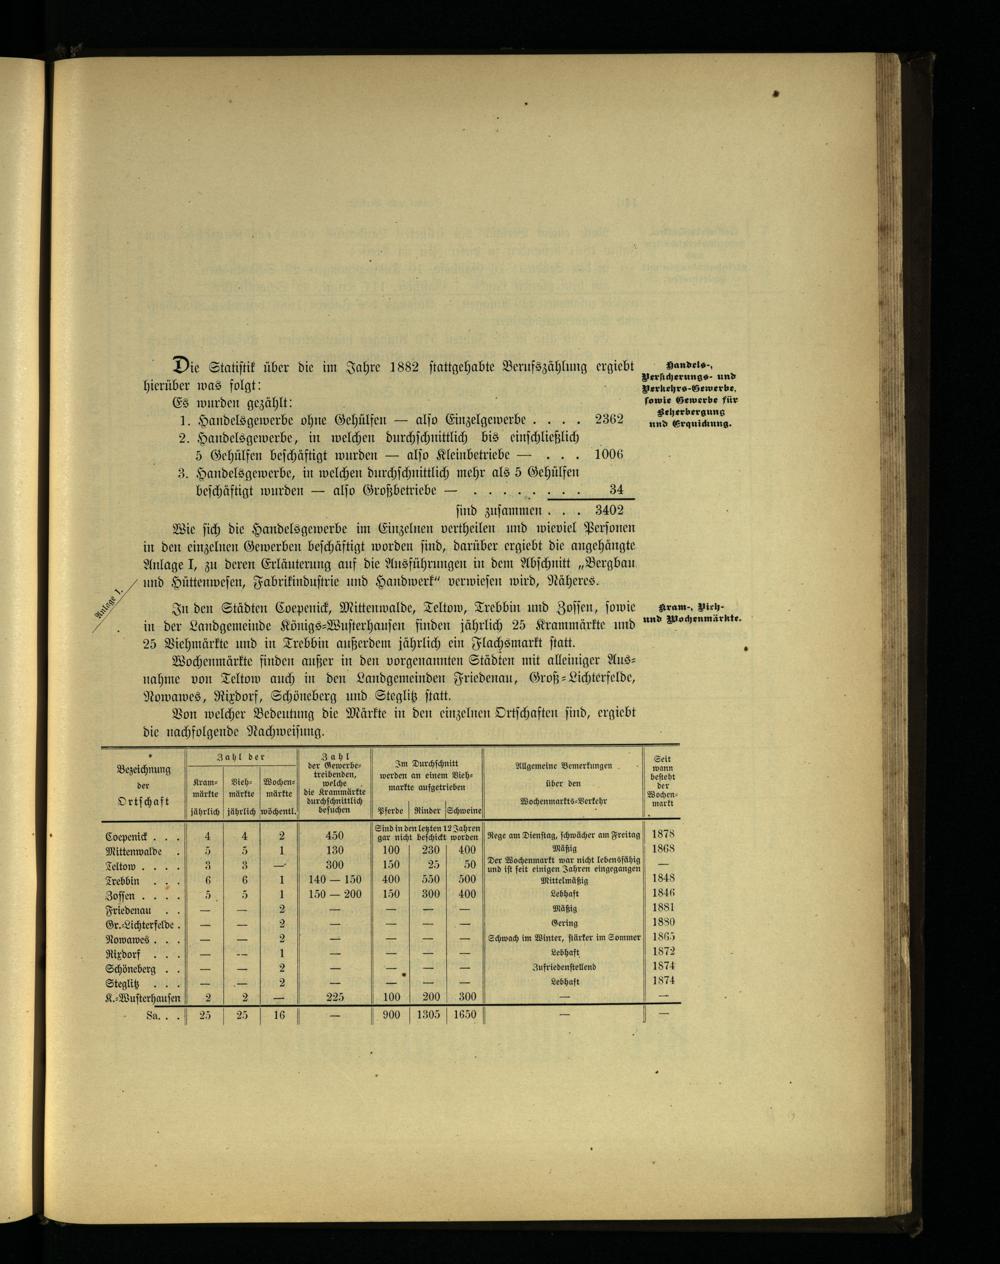 Die Statistik über die im Jahre 1882 stattgehabte Berufszählung ergiebt
hierüber was folgt:
Es wurden gezählt:
1. Handelsgewerbe ohne Gehülfen — also Einzelgewerbe . . . . 2362
2. Handelsgewerbe, in welchen durchschnittlich bis einschließlich
5 Gehülfen beschäftigt wurden — also Kleinbetriebe — . . . 1006
3. Handelsgewerbe, in welchen durchschnittlich mehr als 5 Gehülfen
beschäftigt wurden — also Großbetriebe — . . . . . . . . 34
sind zusammen . . . 3402
Handels-,
Versicherungs- und
Verkehrs-Gewerbe,
sowie Gewerbe für
Beherbergung
und Erquickung.
Wie sich die Handelsgewerbe im Einzelnen vertheilen und wieviel Personen
in den einzelnen Gewerben beschäftigt worden sind, darüber ergiebt die angehängte
Anlage I, zu deren Erläuterung auf die Ausführungen in dem Abschnitt „Bergbau
und Hüttenwesen, Fabrikindustrie und Handwerk“ verwiesen wird, Näheres.
Anlage I.
In den Städten Coepenick, Mittenwalde, Teltow, Trebbin und Zossen, sowie
in der Landgemeinde Königs-Wusterhausen finden jährlich 25 Krammärkte und
25 Viehmärkte und in Trebbin außerdem jährlich ein Flachsmarkt statt.
Kram-, Vieh-
und Wochenmärkte.
Wochenmärkte finden außer in den vorgenannten Städten mit alleiniger Aus-
nahme von Teltow auch in den Landgemeinden Friedenau, Groß-Lichterfelde,
Nowawes, Rixdorf, Schöneberg und Steglitz statt.
Von welcher Bedeutung die Märkte in den einzelnen Ortschaften sind, ergiebt
die nachfolgende Nachweisung.
Bezeichnung
der
Ortschaft
Zahl der
Kram-
märkte
jährlich
Vieh-
märkte
jährlich
Wochen-
märkte
wöchentl.
Zahl
der Gewerbe-
treibenden,
welche
die Krammärkte
durchschnittlich
besuchen
Im Durchschnitt
werden an einem Vieh-
markte aufgetrieben
Pferde Rinder Schweine
Allgemeine Bemerkungen
über den
Wochenmarkts-Verkehr
Seit
wann
besteht
der
Wochen-
markt
Sind in den letzten 12 Jahren
gar nicht beschickt worden
Coepenick . . . 4 4 2 450 Rege am Dienstag, schwächer am Freitag 1878
Mittenwalde . 5 5 1 130 100 230 400 Mäßig 1868
Der Wochenmarkt war nicht lebensfähig
und ist seit einigen Jahren eingegangen
Teltow . . . . 3 3 — 300 150 25 50 —
Trebbin . . . 6 6 1 140 — 150 400 550 500 Mittelmäßig 1848
Zossen . . . . 5 5 1 150 — 200 150 300 400 Lebhaft 1846
Friedenau . . — — 2 — — — — Mäßig 1881
Gr.-Lichterfelde . — — 2 — — — — Gering 1880
Nowawes . . . — — 2 — — — — Schwach im Winter, stärker im Sommer 1865
Rixdorf . . . — — 1 — — — — Lebhaft 1872
Schöneberg . . — — 2 — — — — Zufriedenstellend 1874
Steglitz . . . — — 2 — — — — Lebhaft 1874
K.-Wusterhausen 2 2 — 225 100 200 300 — —
Sa. . . 25 25 16 — 900 1305 1650 — —